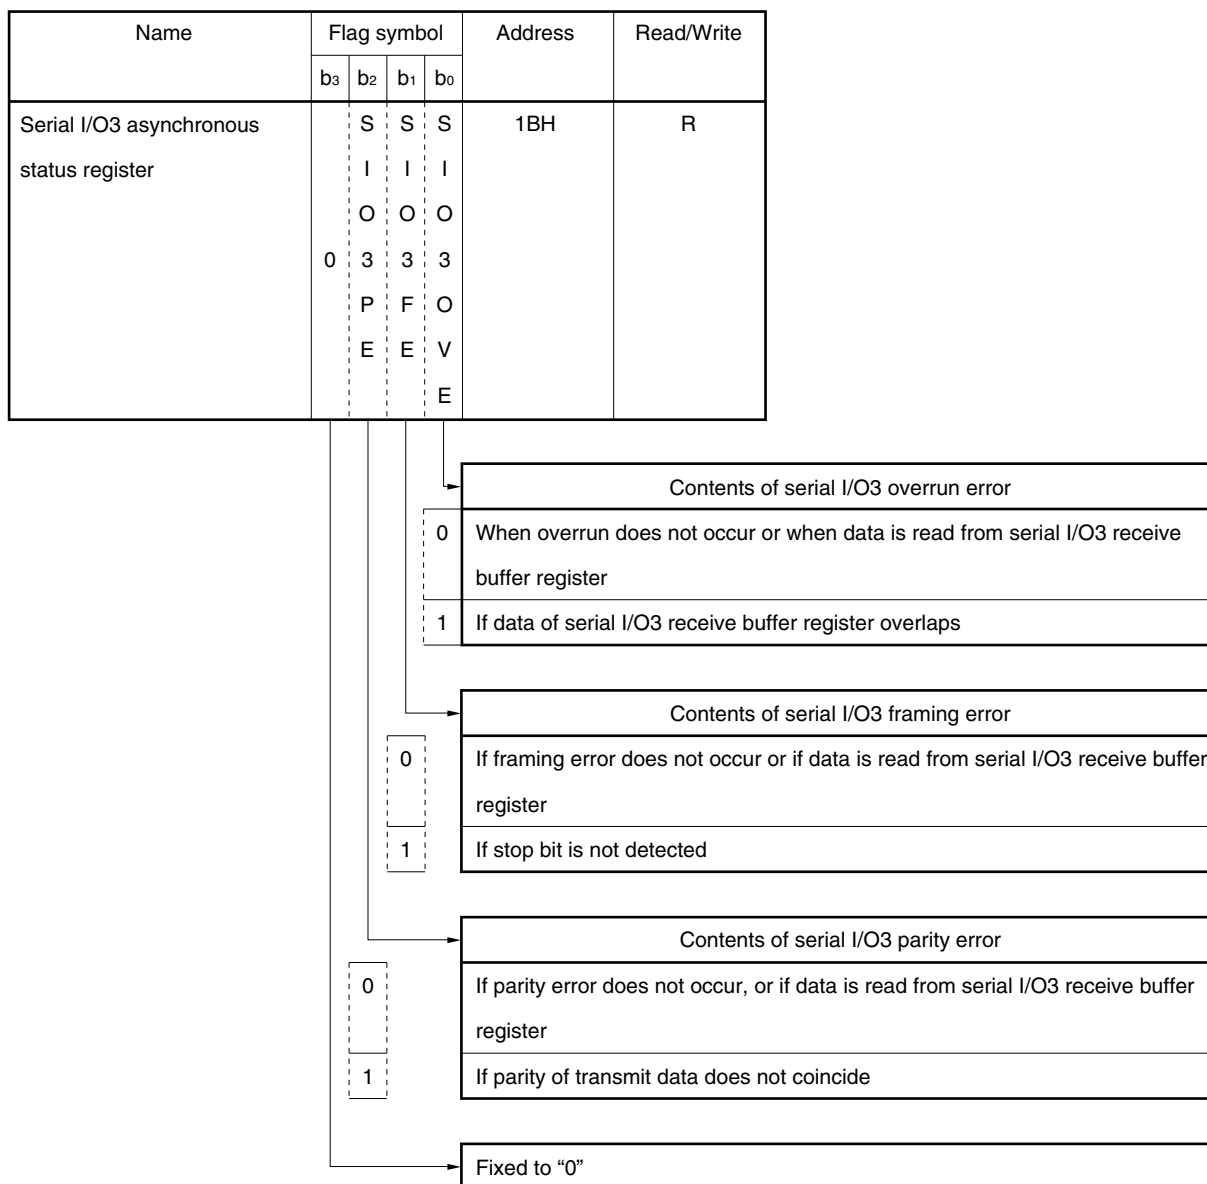 Name Flag symbol Address Read/Write
b3 b2 b1 b0
Serial I/O3 asynchronous S S S 1BH R
status register I I I
O O O
0 3 3 3
P F O
E E V
E
Contents of serial I/O3 overrun error
0 When overrun does not occur or when data is read from serial I/O3 receive
buffer register
1 If data of serial I/O3 receive buffer register overlaps
Contents of serial I/O3 framing error
0 If framing error does not occur or if data is read from serial I/O3 receive buffer
register
1 If stop bit is not detected
Contents of serial I/O3 parity error
0 If parity error does not occur, or if data is read from serial I/O3 receive buffer
register
1 If parity of transmit data does not coincide
Fixed to “0”